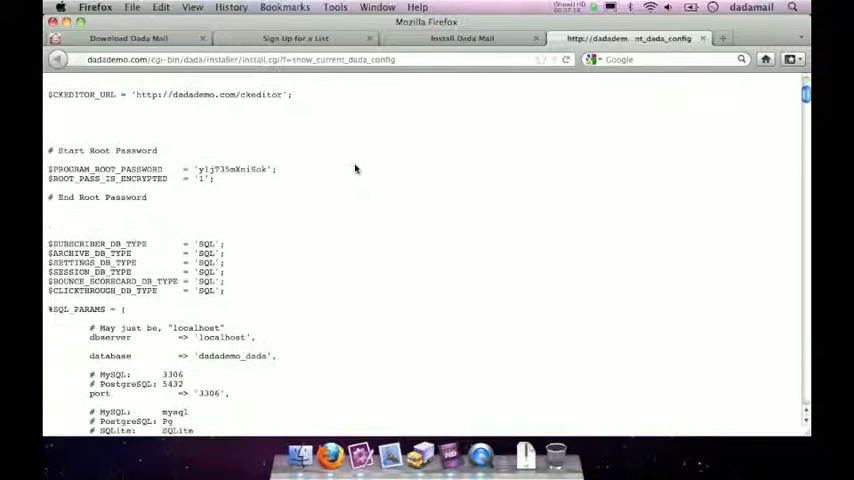 Firefox File Edit View History Bookmarks Tools Window Help dadamail
Mozilla Firefox
Download Dada Mail
Sign Up for a List
Install Dada Mail
http://dadadem...nt_dada_config
dadademo.com/cgi-bin/dada/installer/install.cgi?f=show_current_dada_config
Google
$CKEDITOR_URL = 'http://dadademo.com/ckeditor';
# Start Root Password
$PROGRAM_ROOT_PASSWORD =
$ROOT_PASS_IS_ENCRYPTED = '1';
# End Root Password
$SUBSCRIBER_DB_TYPE = 'SQL';
$ARCHIVE_DB_TYPE = 'SQL';
$SETTINGS_DB_TYPE = 'SQL';
$SESSION_DB_TYPE = 'SQL';
$BOUNCE_SCORECARD_DB_TYPE = 'SQL';
$CLICKTHROUGH_DB_TYPE = 'SQL';
%SQL_PARAMS = (
# May just be, "localhost"
dbserver => 'localhost',
database => 'dadademo_dada',
# MySQL: 3306
# PostgreSQL: 5432
port => '3306',
# MySQL: mysql
# PostgreSQL: Pg
# SQLite: SQLite
HD